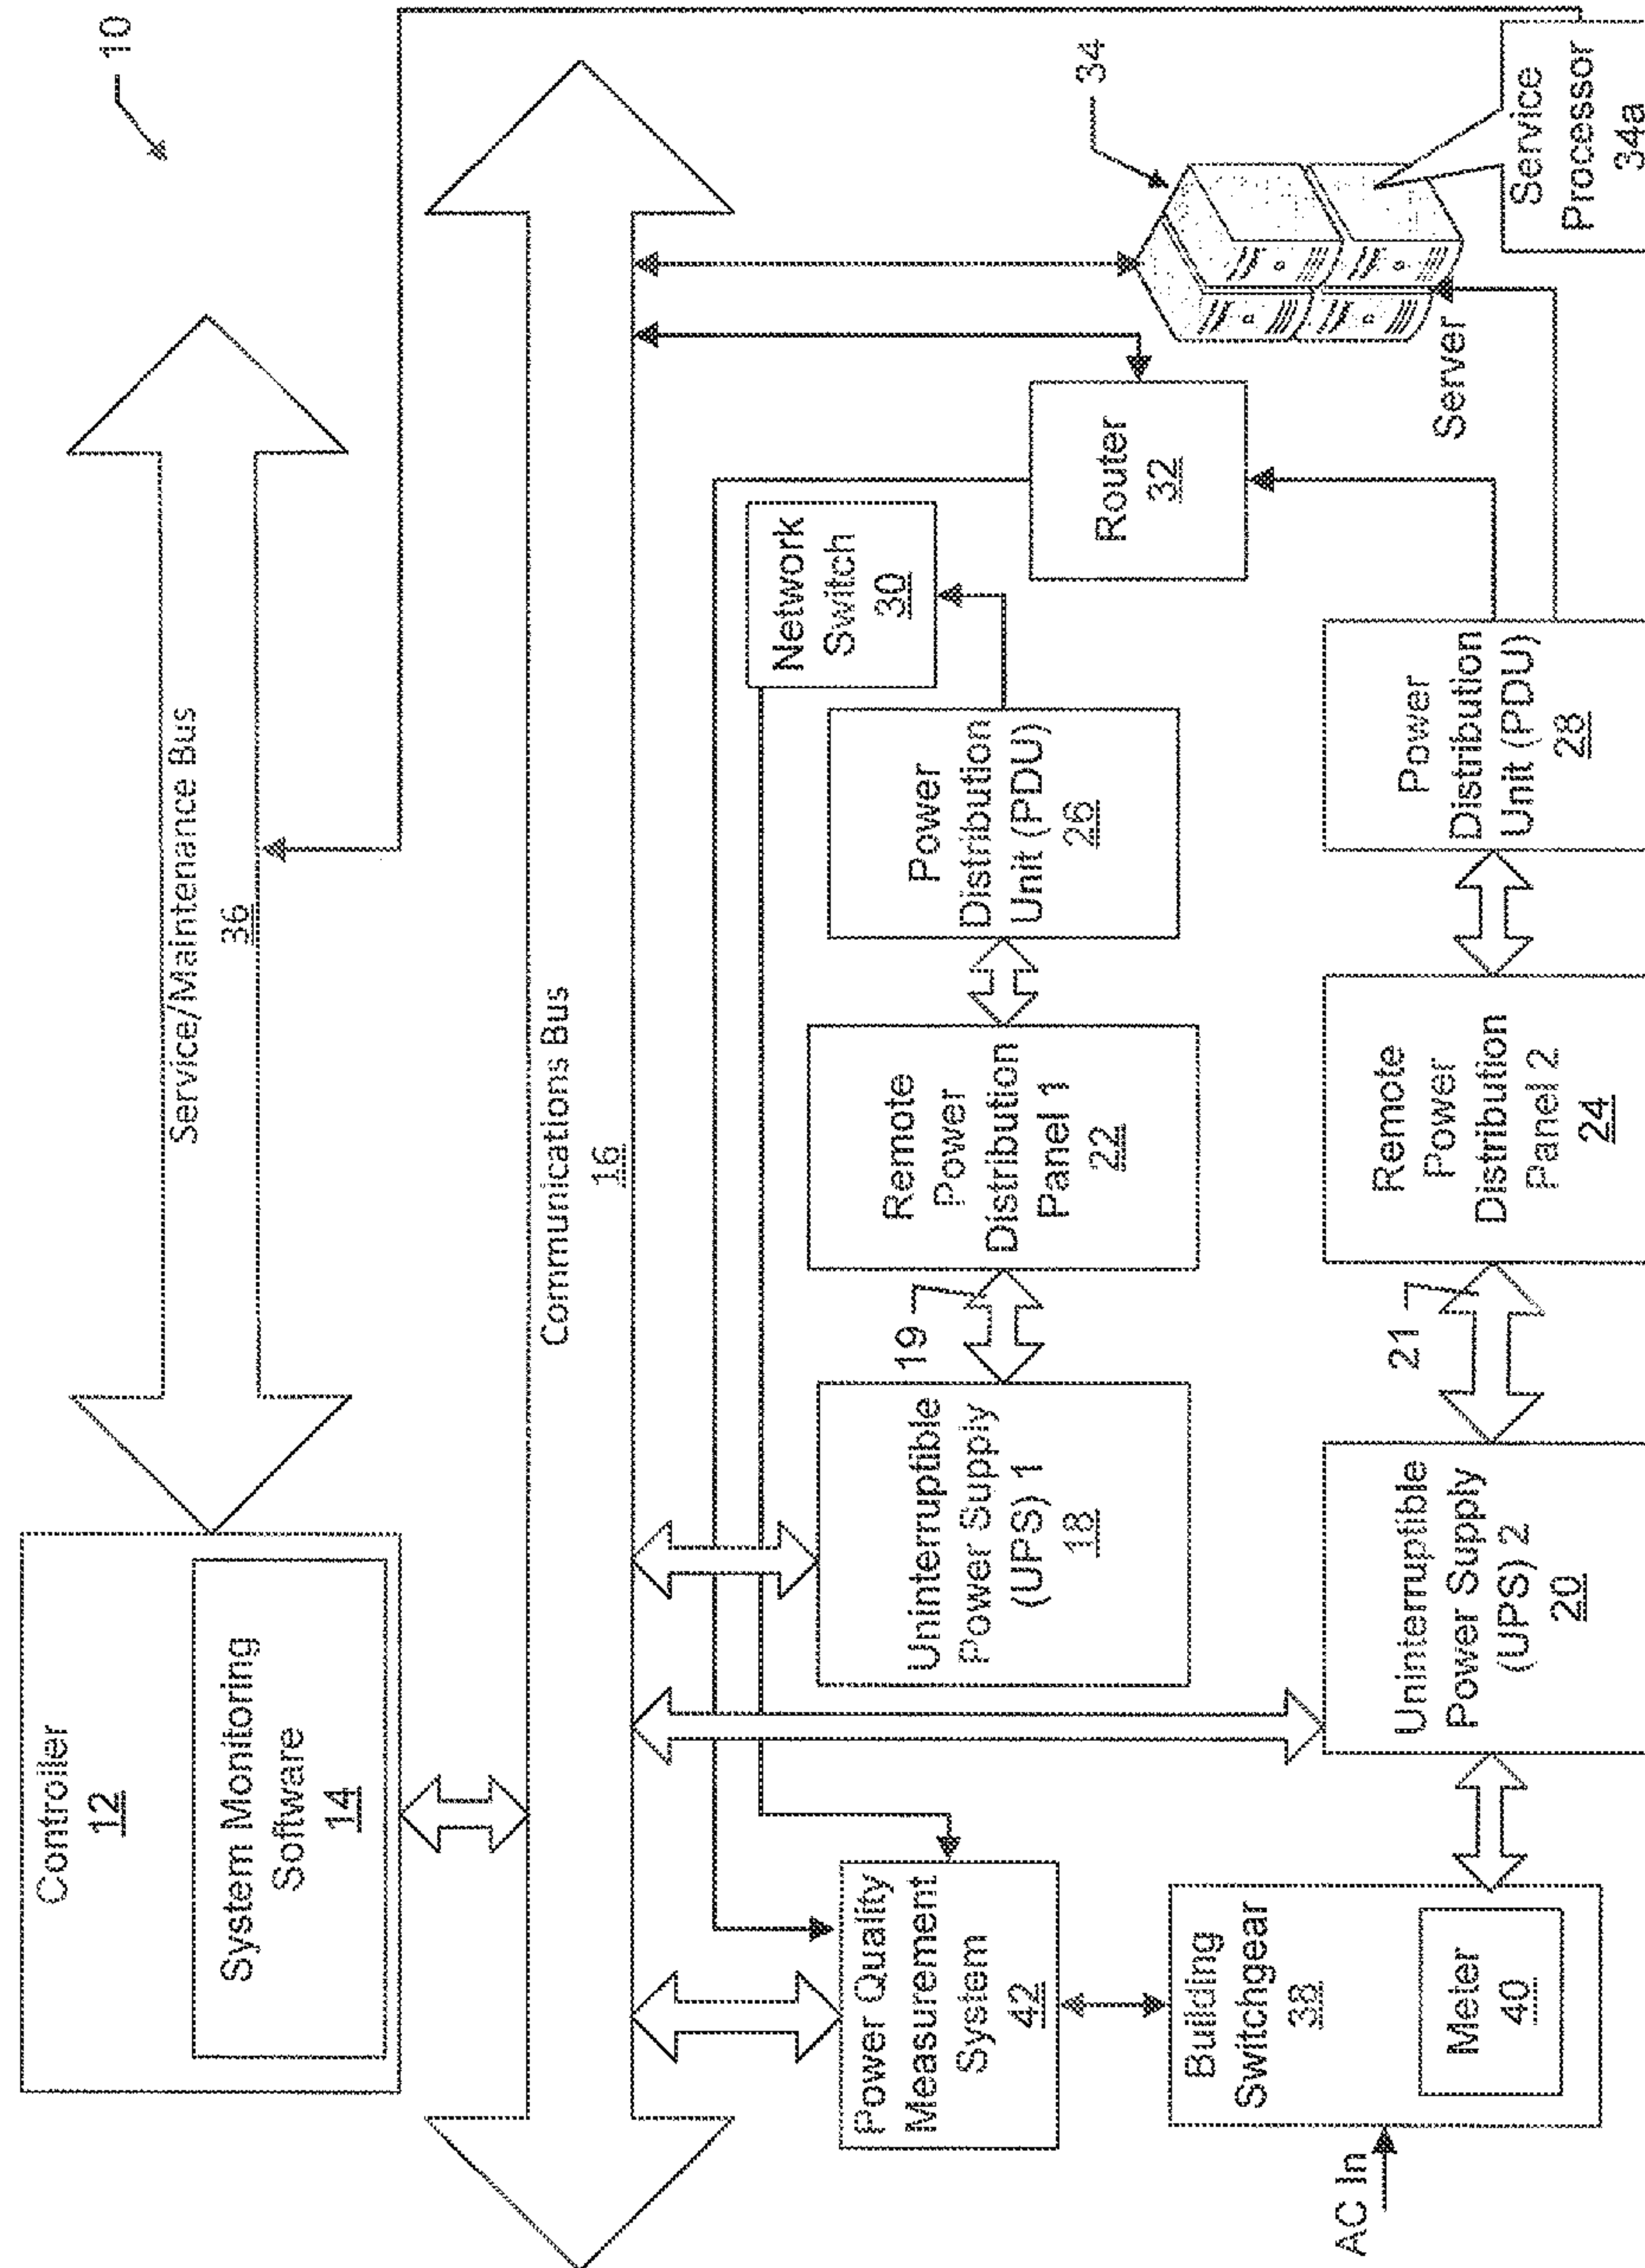 10
Controller
12
System Monitoring
Software
14
Service/Maintenance Bus
36
Communications Bus
16
Power Quality
Measurement
System
42
Building
Switchgear
38
Meter
40
AC In
Uninterruptible
Power Supply
(UPS) 1
18
19
Remote
Power
Distribution
Panel 1
22
Power
Distribution
Unit (PDU)
26
Network
Switch
30
Router
32
34
Server
Service
Processor
34a
Uninterruptible
Power Supply
(UPS) 2
20
21
Remote
Power
Distribution
Panel 2
24
Power
Distribution
Unit (PDU)
28